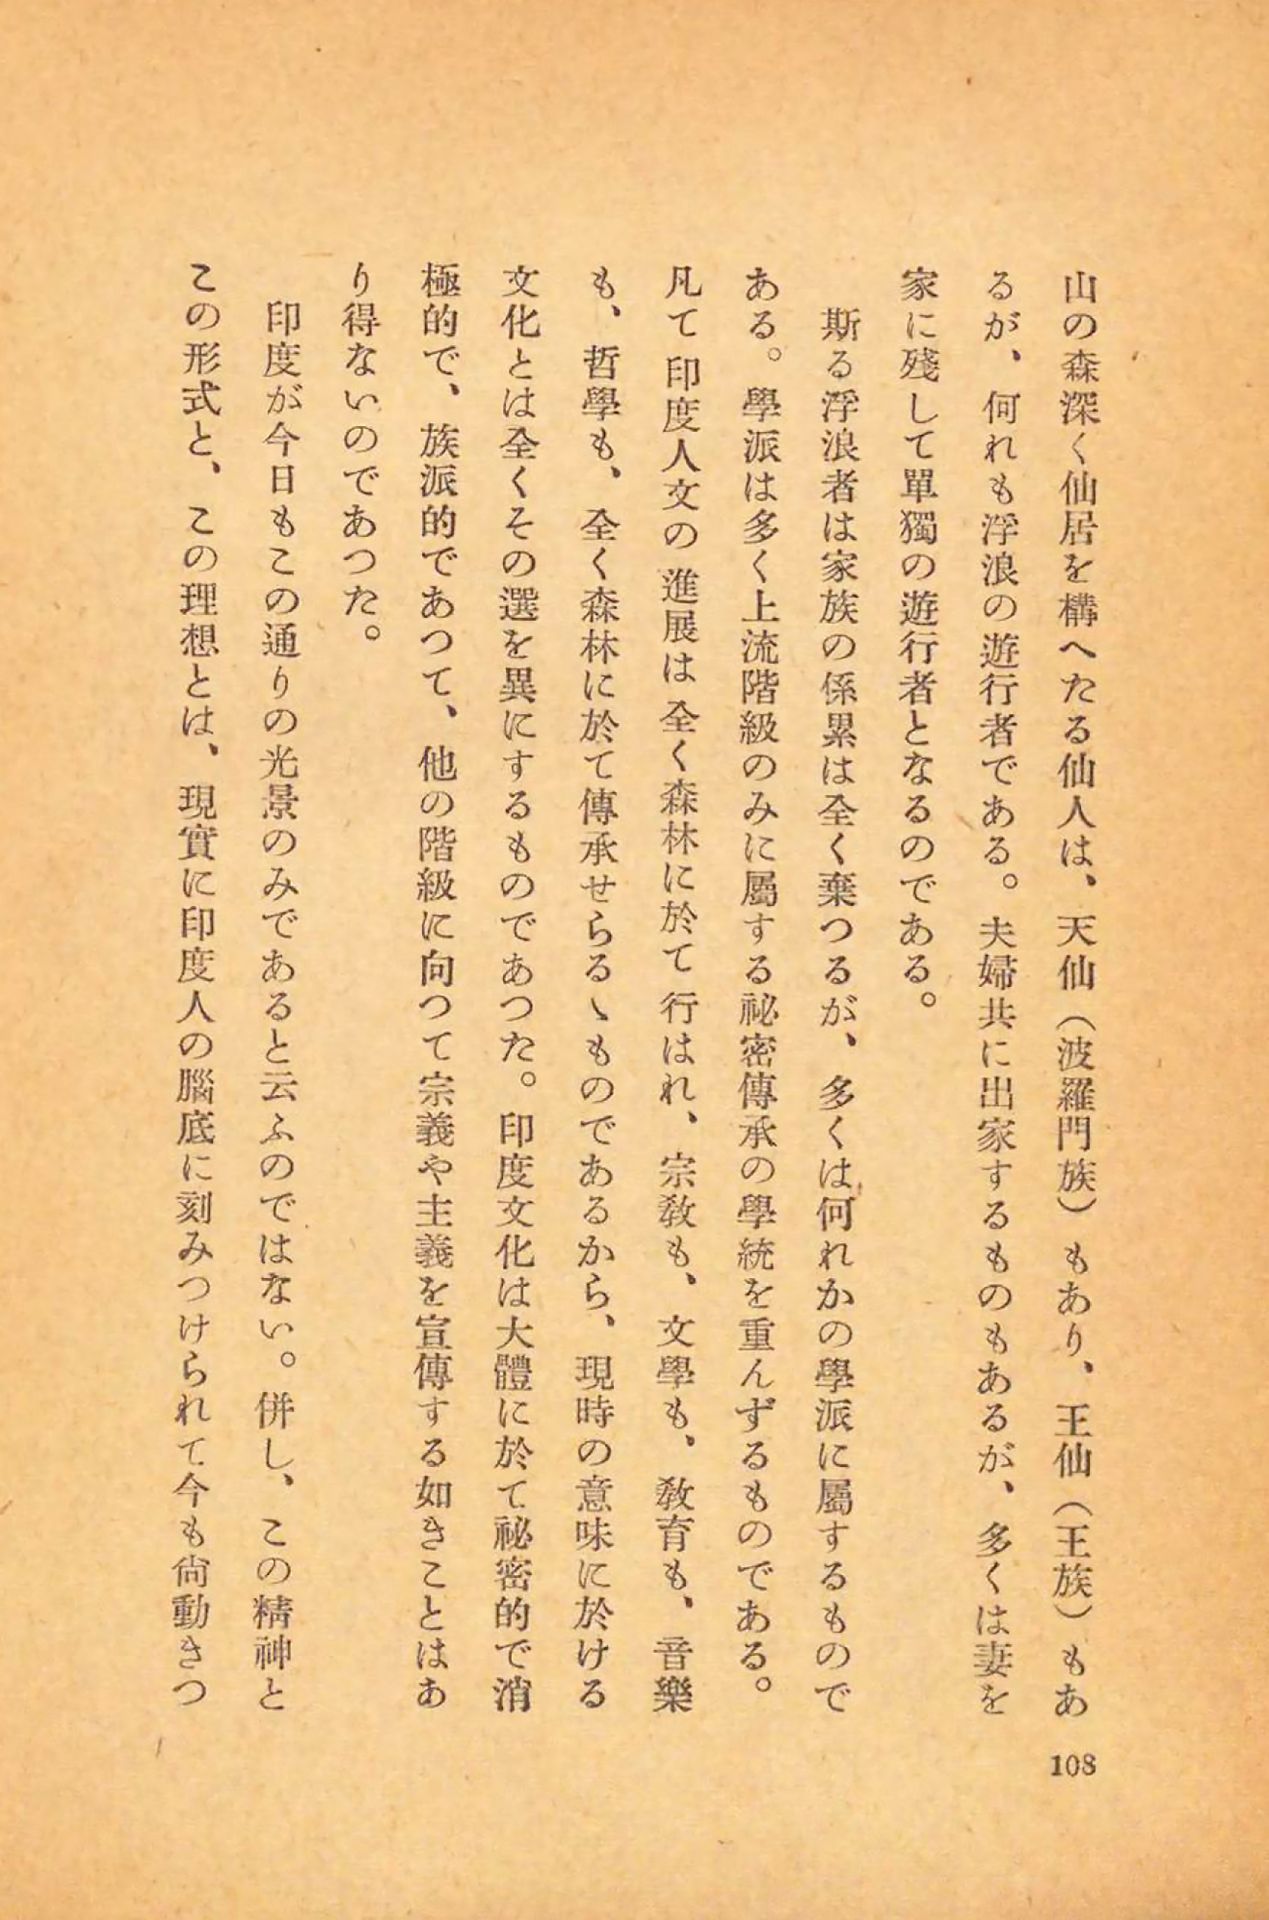 山の森深く仙居を構へたる仙人は、天仙（波羅門族）もあり、王仙（王族）もあ
るが、何れも浮浪の遊行者である。夫婦共に出家するものもあるが、多くは妻を
家に殘して單獨の遊行者となるのである。
斯る浮浪者は家族の係累は全く棄つるが、多くは何れかの學派に屬するもので
ある。學派は多く上流階級のみに屬する祕密傳承の學統を重んずるものである。
凡て印度人文の進展は全く森林に於て行はれ、宗教も、文學も、教育も、音樂
も、哲學も、全く森林に於て傳承せらるゝものであるから、現時の意味に於ける
文化とは全くその選を異にするものであつた。印度文化は大體に於て祕密的で消
極的で、族派的であつて、他の階級に向つて宗義や主義を宣傳する如きことはあ
り得ないのであつた。
印度が今日もこの通りの光景のみであると云ふのではない。併し、この精神と
この形式と、この理想とは、現實に印度人の腦底に刻みつけられて今も尙動きつ
108